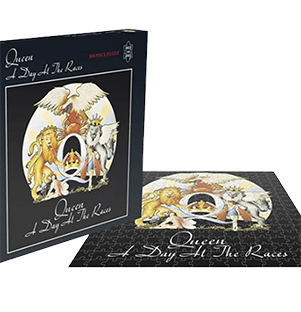 Queen
A Day At The Races
500 PIECE PUZZLE
Queen
A Day At The Races
Queen
A Day At The Races